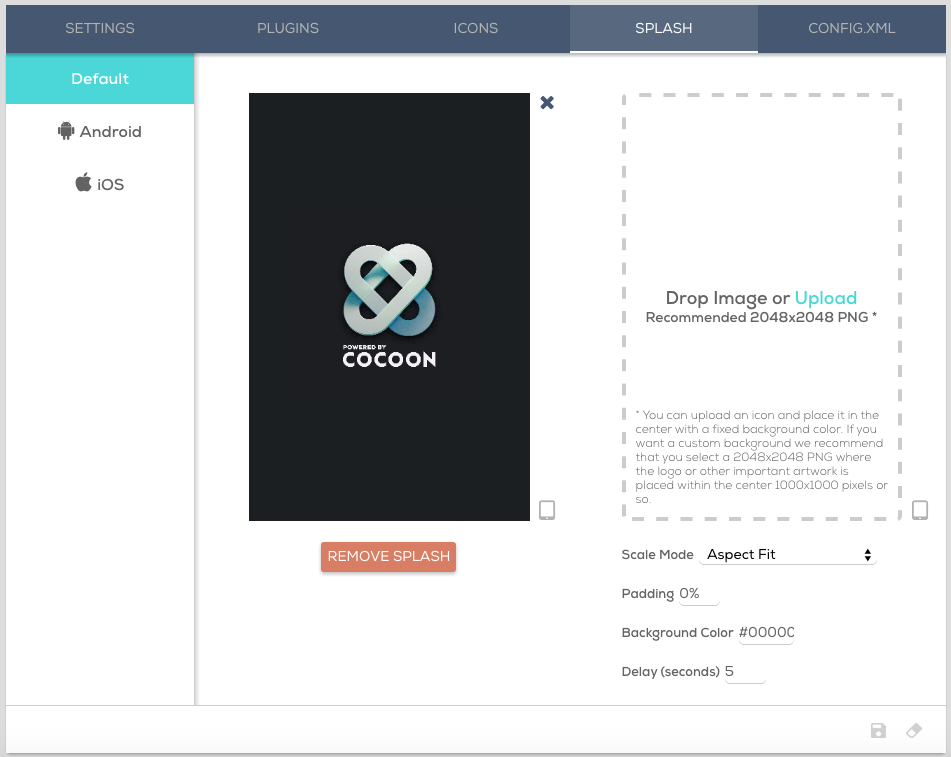 SETTINGS
PLUGINS
ICONS
SPLASH
CONFIG.XML
Default
Android
iOS
POWERED BY
COCOON
REMOVE SPLASH
Drop Image or Upload
Recommended 2048x2048 PNG *
* You can upload an icon and place it in the
center with a fixed background color. If you
want a custom background we recommend
that you select a 2048x2048 PNG where
the logo or other important artwork is
placed within the center 1000x1000 pixels or
so.
Scale Mode Aspect Fit
Padding 0%
Background Color #00000
Delay (seconds) 5